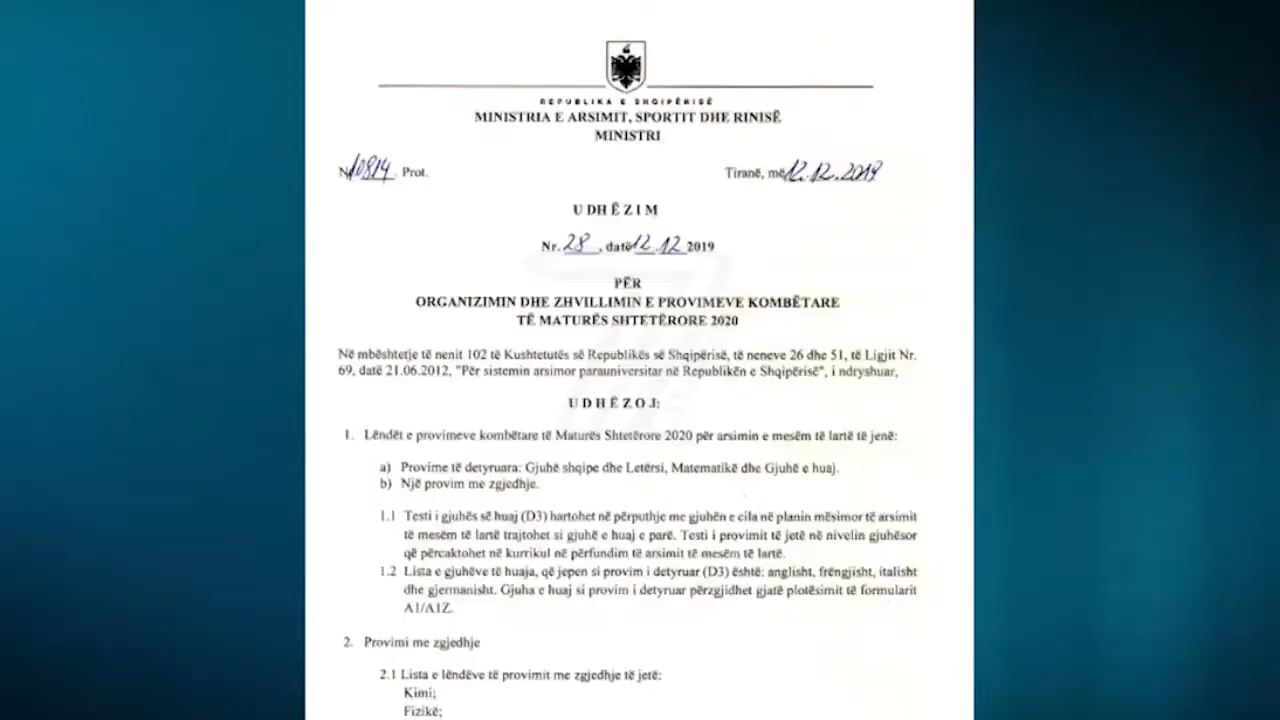 REPUBLIKA E SHQIPËRISË
MINISTRIA E ARSIMIT, SPORTIT DHE RINISË
MINISTRI
Nr 10814 Prot.
Tiranë, më 12.12.2019
UDHËZIM
Nr. 28, datë 12.12 2019
PËR
ORGANIZIMIN DHE ZHVILLIMIN E PROVIMEVE KOMBËTARE
TË MATURËS SHTETËRORE 2020
Në mbështetje të nenit 102 të Kushtetutës së Republikës së Shqipërisë, të neneve 26 dhe 51, të Ligjit Nr.
69, datë 21.06.2012, "Për sistemin arsimor parauniversitar në Republikën e Shqipërisë", i ndryshuar,
UDHËZOJ:
1. Lëndët e provimeve kombëtare të Maturës Shtetërore 2020 për arsimin e mesëm të lartë të jenë:
a) Provime të detyruara: Gjuhë shqipe dhe Letërsi, Matematikë dhe Gjuhë e huaj.
b) Një provim me zgjedhje.
1.1 Testi i gjuhës së huaj (D3) hartohet në përputhje me gjuhën e cila në planin mësimor të arsimit
të mesëm të lartë trajtohet si gjuhë e huaj e parë. Testi i provimit të jetë në nivelin gjuhësor
që përcaktohet në kurrikul në përfundim të arsimit të mesëm të lartë.
1.2 Lista e gjuhëve të huaja, që jepen si provim i detyruar (D3) është: anglisht, frëngjisht, italisht
dhe gjermanisht. Gjuha e huaj si provim i detyruar përzgjidhet gjatë plotësimit të formularit
A1/A1Z.
2. Provimi me zgjedhje
2.1 Lista e lëndëve të provimit me zgjedhje të jetë:
Kimi;
Fizikë;